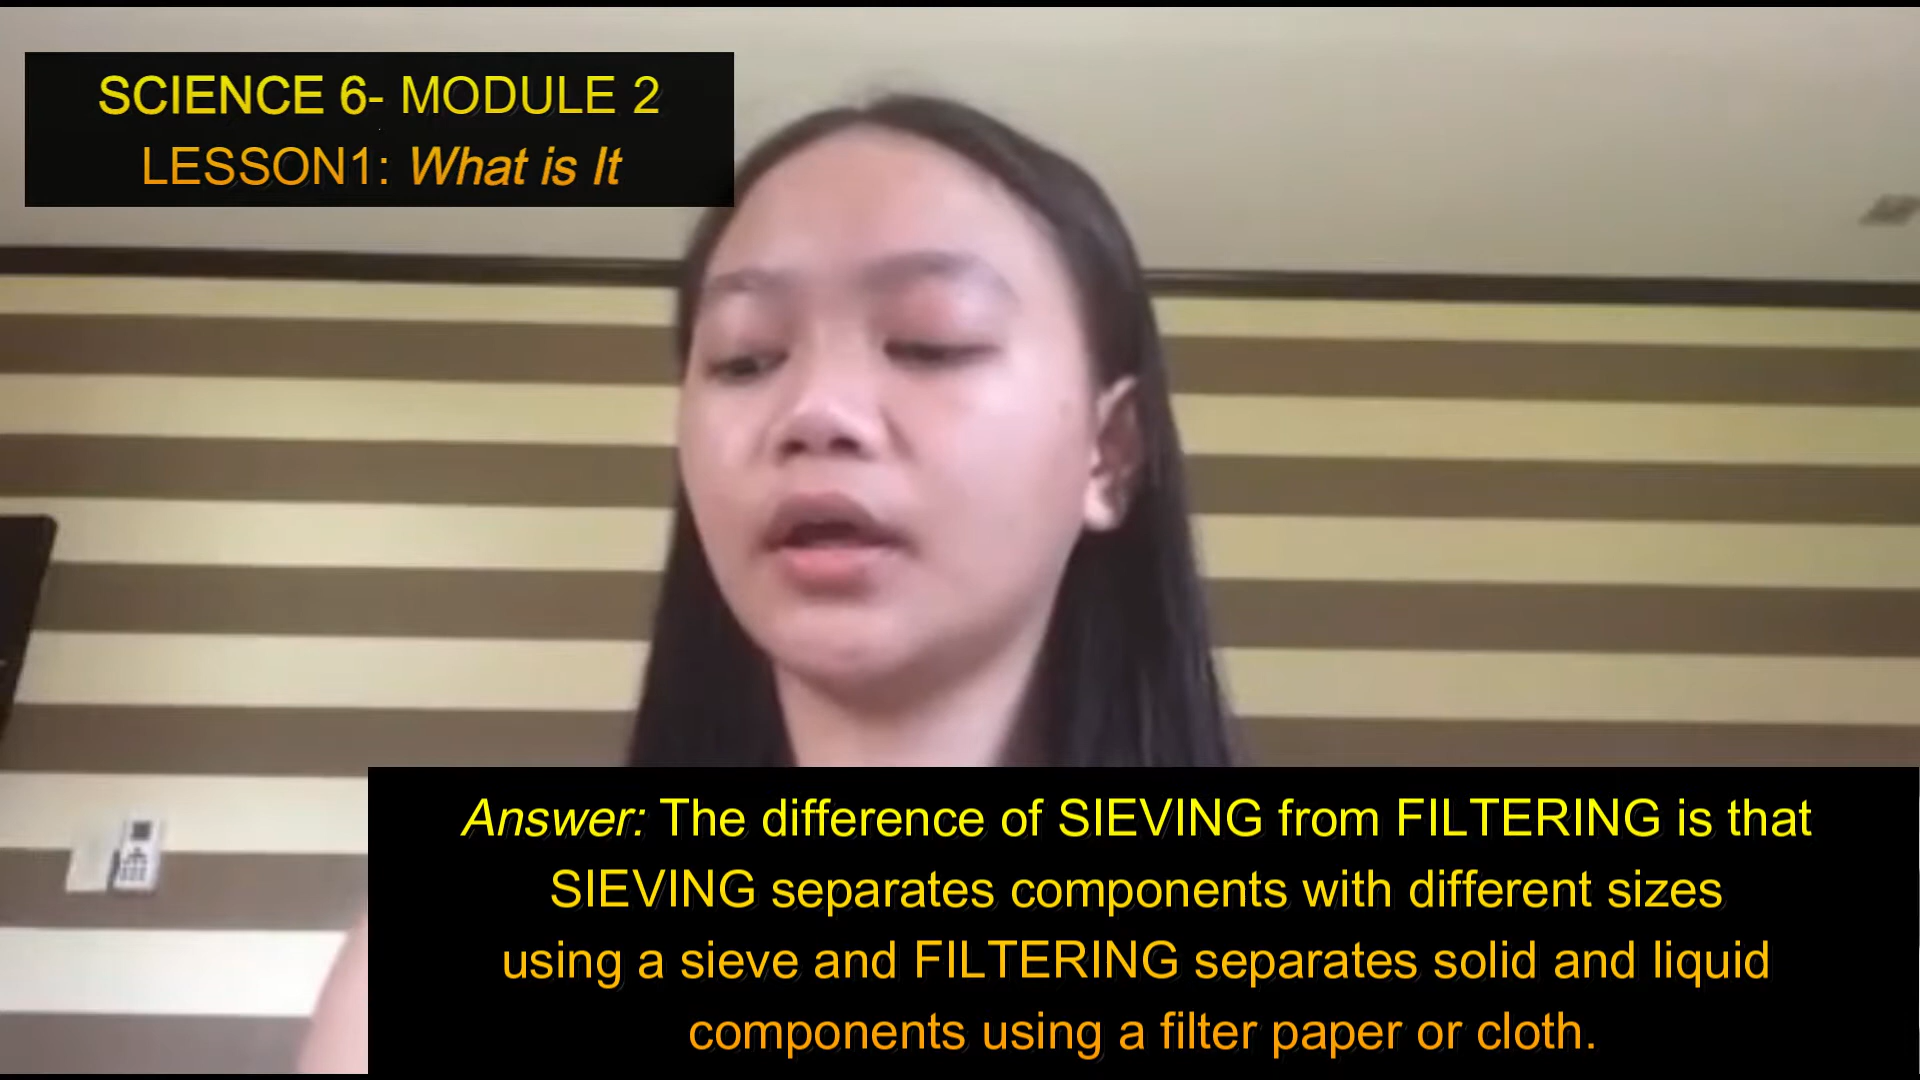 SCIENCE 6- MODULE 2
LESSON1: What is It
Answer: The difference of SIEVING from FILTERING is that
SIEVING separates components with different sizes
using a sieve and FILTERING separates solid and liquid
components using a filter paper or cloth.